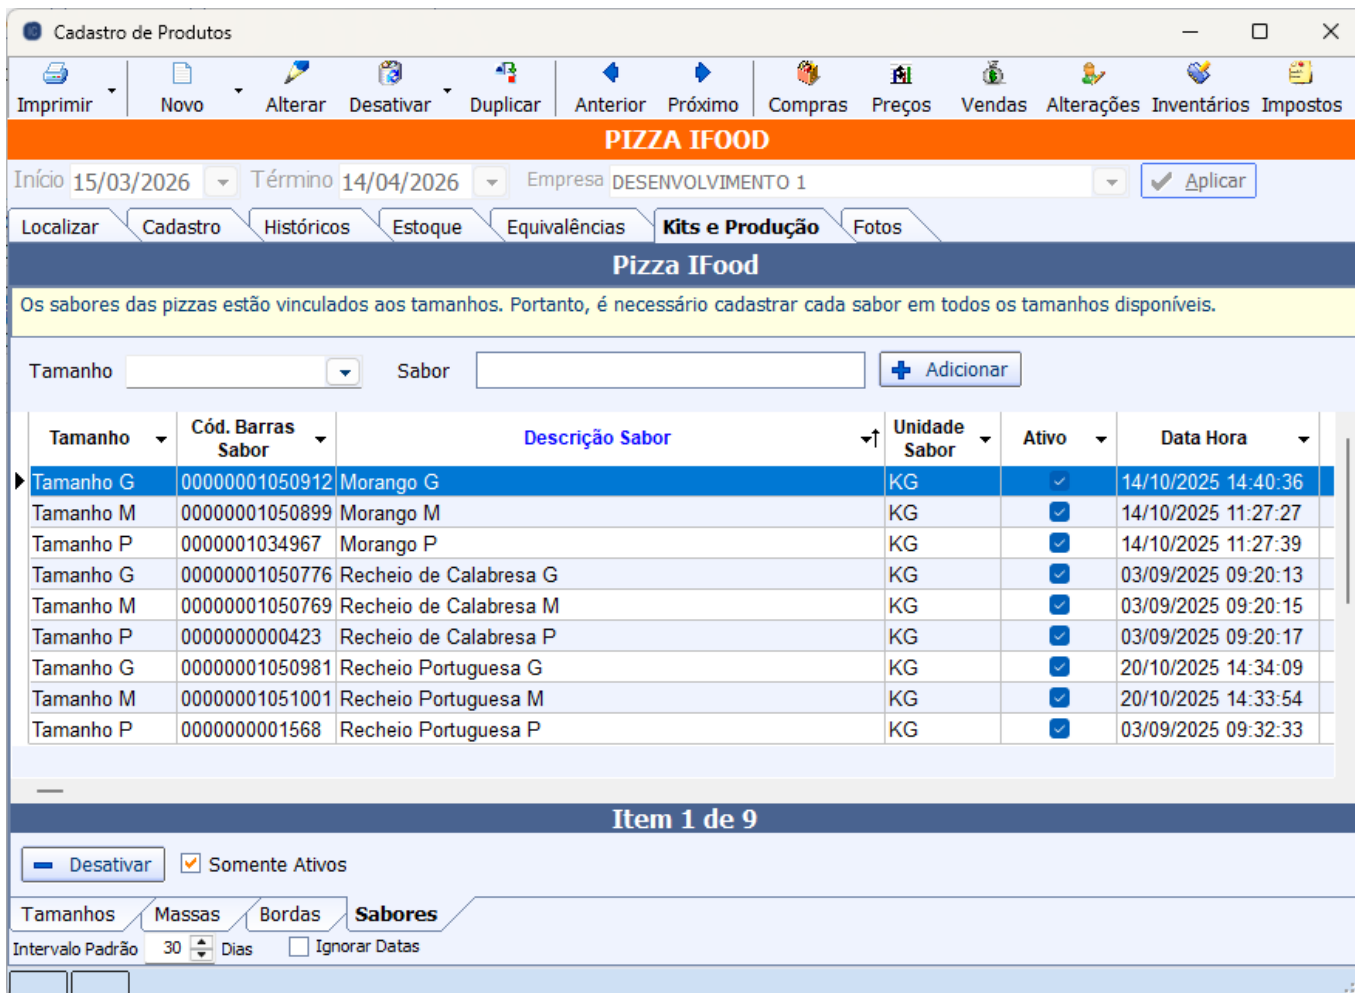 Cadastro de Produtos
Imprimir Novo Alterar Desativar Duplicar Anterior Próximo Compras Preços Vendas Alterações Inventários Impostos
PIZZA IFOOD
Início 15/03/2026 Término 14/04/2026 Empresa DESENVOLVIMENTO 1 Aplicar
Localizar Cadastro Históricos Estoque Equivalências Kits e Produção Fotos
Pizza IFood
Os sabores das pizzas estão vinculados aos tamanhos. Portanto, é necessário cadastrar cada sabor em todos os tamanhos disponíveis.
Tamanho Sabor Adicionar
Tamanho Cód. Barras Sabor Descrição Sabor Unidade Sabor Ativo Data Hora
Tamanho G 00000001050912 Morango G KG 14/10/2025 14:40:36
Tamanho M 00000001050899 Morango M KG 14/10/2025 11:27:27
Tamanho P 0000001034967 Morango P KG 14/10/2025 11:27:39
Tamanho G 00000001050776 Recheio de Calabresa G KG 03/09/2025 09:20:13
Tamanho M 00000001050769 Recheio de Calabresa M KG 03/09/2025 09:20:15
Tamanho P 0000000000423 Recheio de Calabresa P KG 03/09/2025 09:20:17
Tamanho G 00000001050981 Recheio Portuguesa G KG 20/10/2025 14:34:09
Tamanho M 00000001051001 Recheio Portuguesa M KG 20/10/2025 14:33:54
Tamanho P 0000000001568 Recheio Portuguesa P KG 03/09/2025 09:32:33
Item 1 de 9
Desativar Somente Ativos
Tamanhos Massas Bordas Sabores
Intervalo Padrão 30 Dias Ignorar Datas